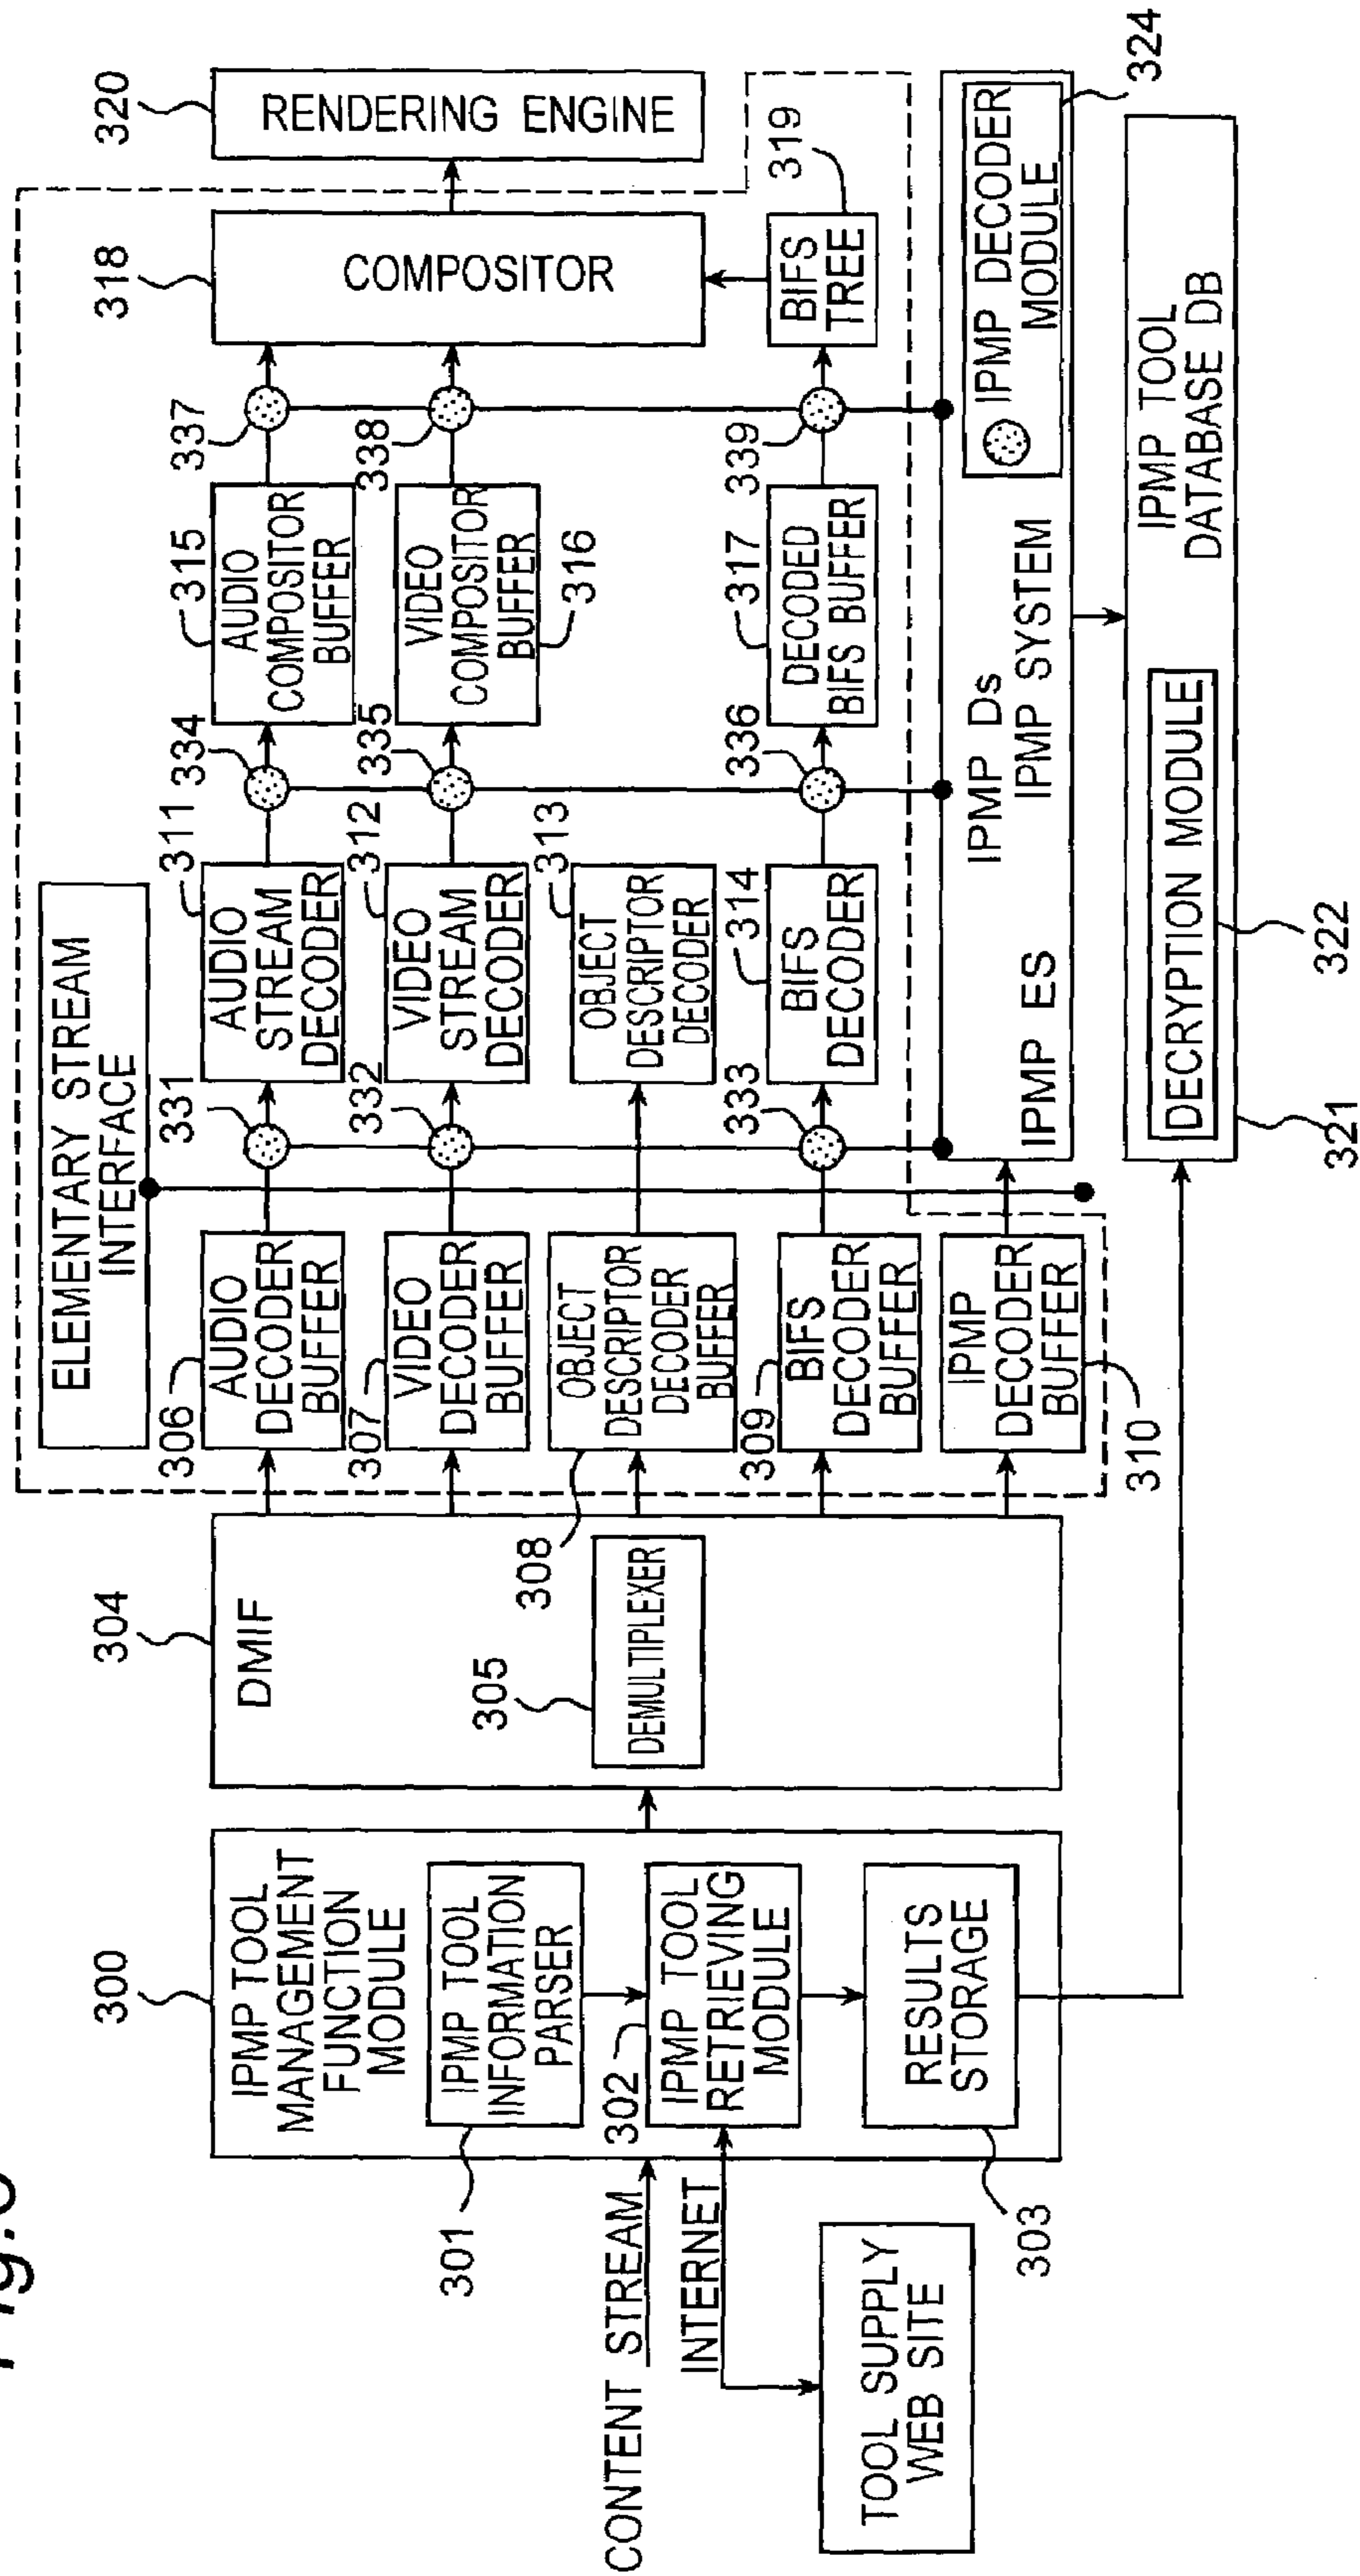 Fig.
300
IPMP TOOL
MANAGEMENT
FUNCTION
MODULE
301
IPMP TOOL
INFORMATION
PARSER
302
IPMP TOOL
RETRIEVING
MODULE
RESULTS
STORAGE
303
CONTENT STREAM
INTERNET
TOOL SUPPLY
WEB SITE
304
DMIF
305
DEMULTIPLEXER
ELEMENTARY STREAM
INTERFACE
306
AUDIO
DECODER
BUFFER
307
VIDEO
DECODER
BUFFER
308
OBJECT
DESCRIPTOR
DECODER
BUFFER
309
BIFS
DECODER
BUFFER
IPMP
DECODER
BUFFER
310
331
332
333
311
AUDIO
STREAM
DECODER
312
VIDEO
STREAM
DECODER
313
OBJECT
DESCRIPTOR
DECODER
314
BIFS
DECODER
334
335
336
315
AUDIO
COMPOSITOR
BUFFER
VIDEO
COMPOSITOR
BUFFER
316
317
DECODED
BIFS BUFFER
337
338
339
318
COMPOSITOR
BIFS
TREE
319
320
RENDERING ENGINE
IPMP ES
IPMP Ds
IPMP SYSTEM
IPMP DECODER
MODULE
324
IPMP TOOL
DATABASE DB
DECRYPTION MODULE
321
322